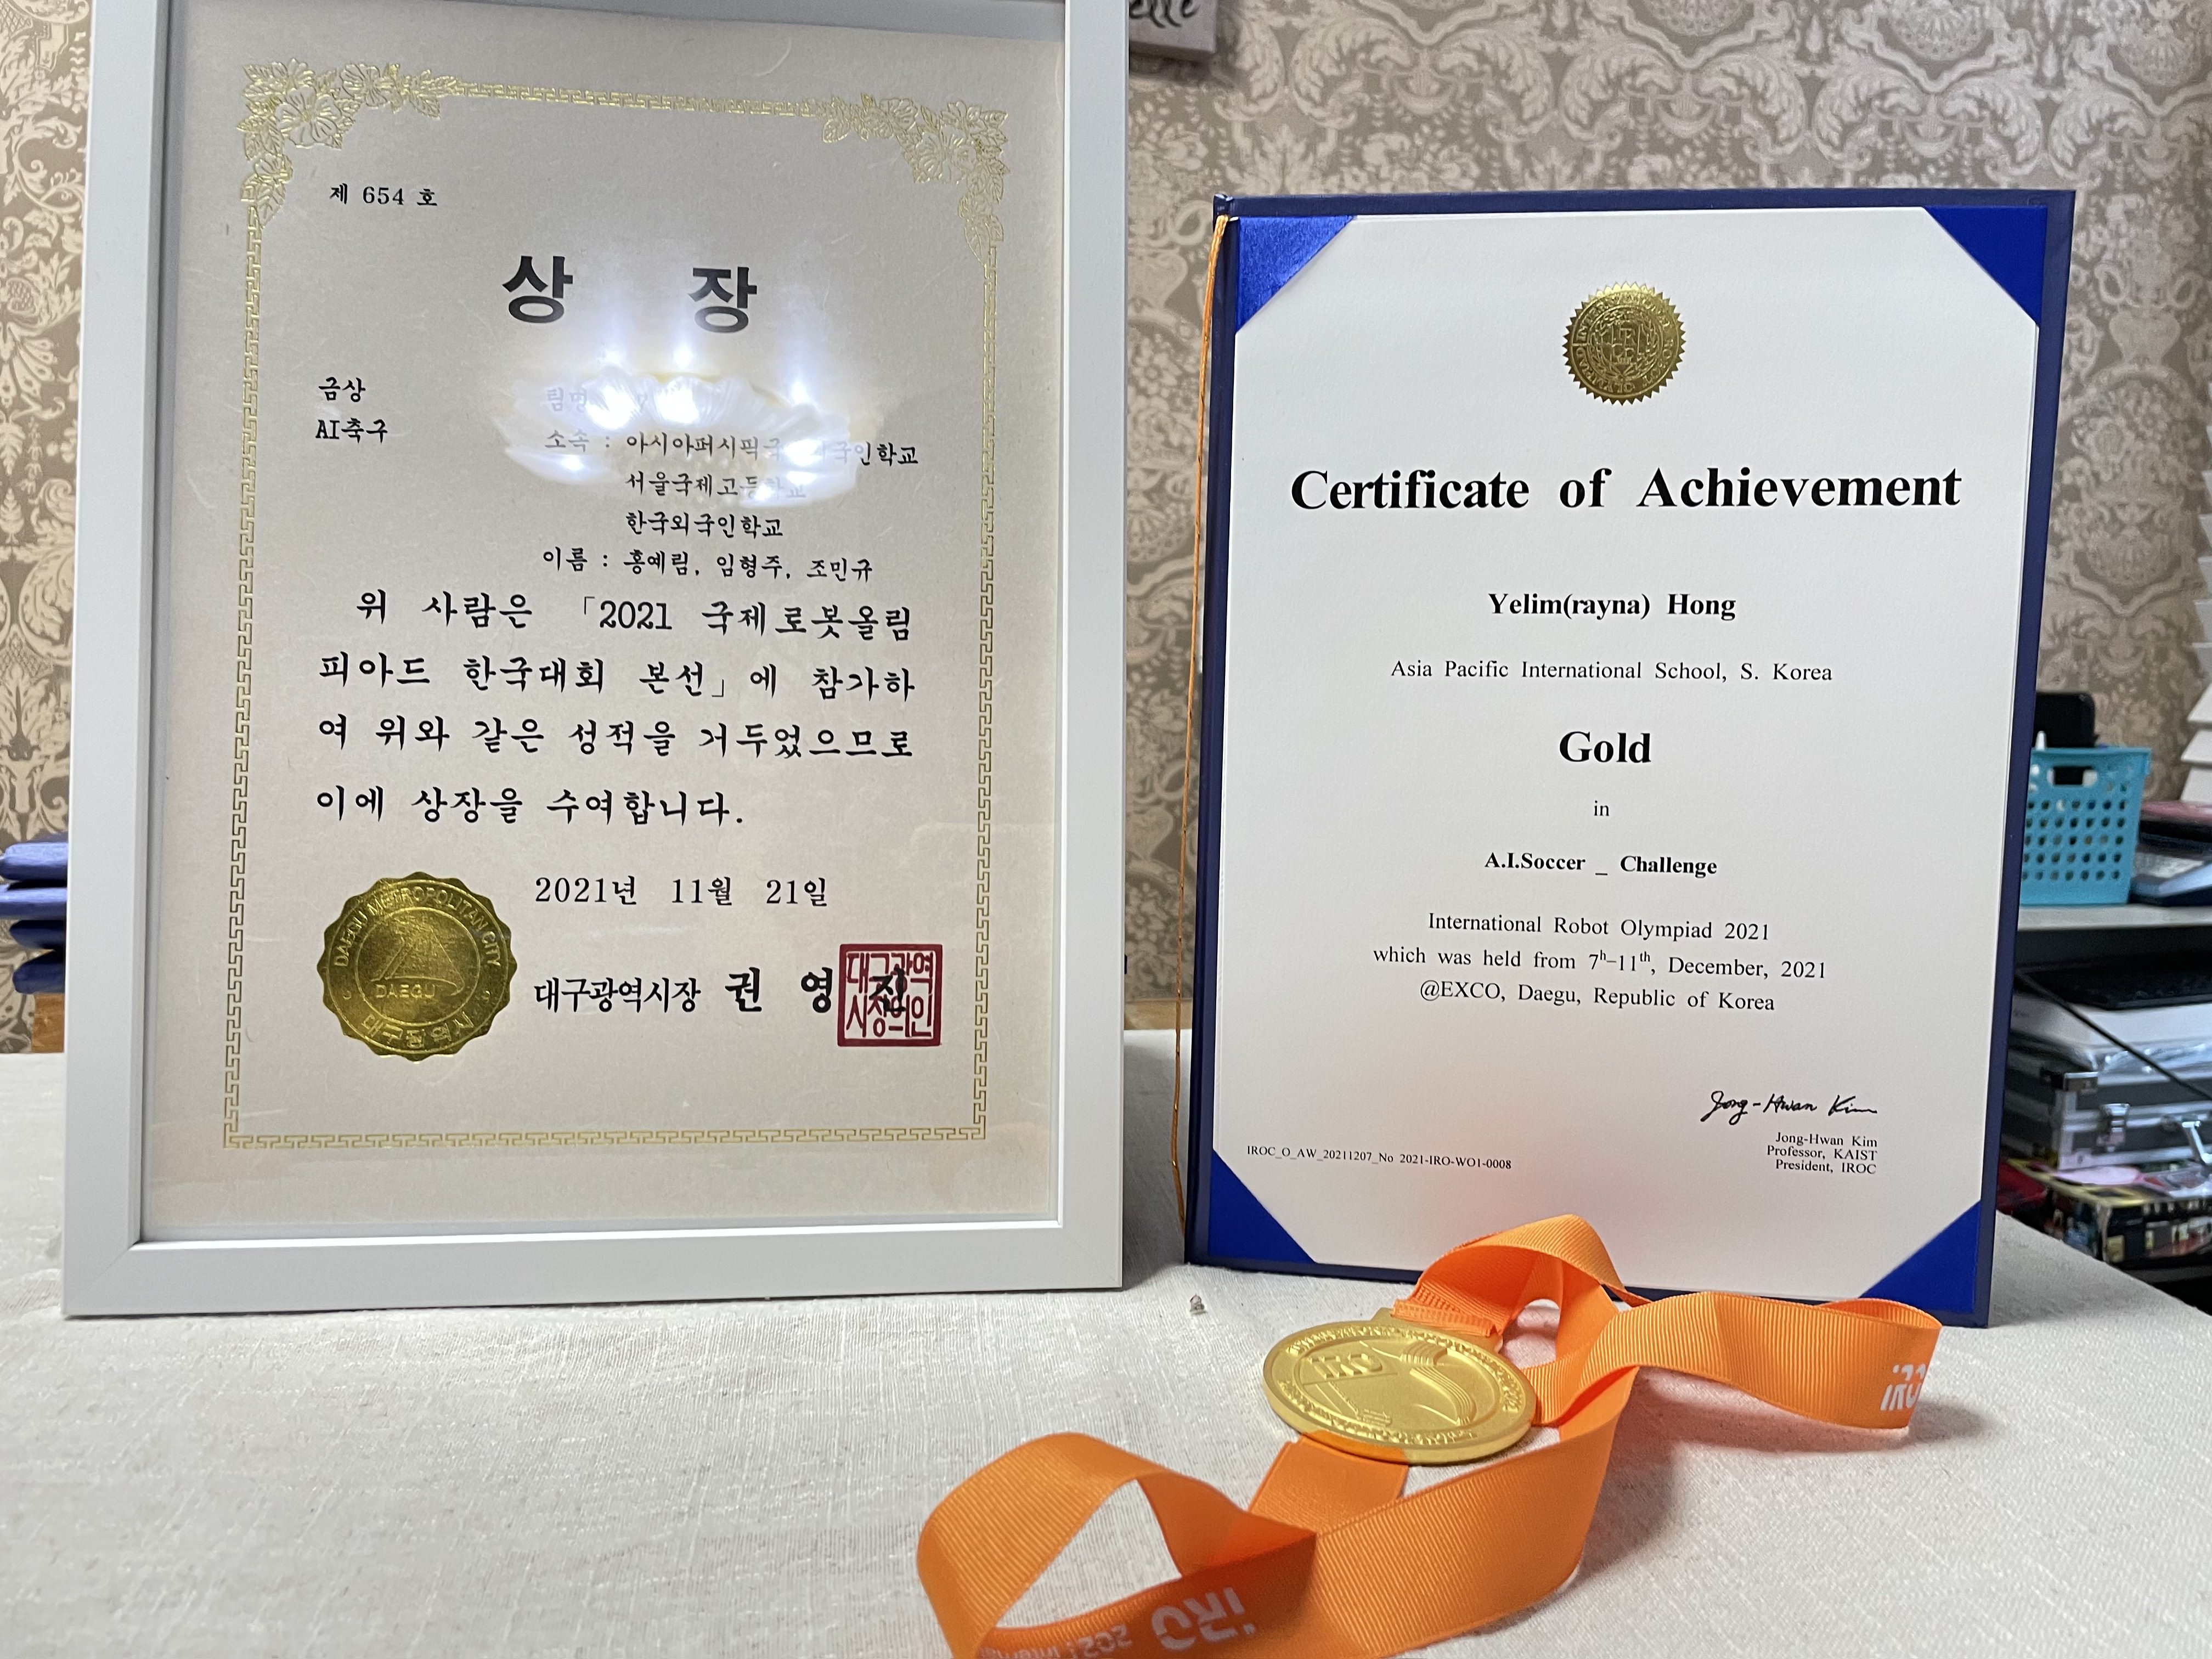 제 654 호
상 장
금상
AI축구
팀명
소속 : 아시아퍼시픽국 인학교
서울국제고등학교
한국외국인학교
이름 : 홍예림, 임형주, 조민규
위 사람은 「2021 국제로봇올림
피아드 한국대회 본선」에 참가하
여 위와 같은 성적을 거두었으므로
이에 상장을 수여합니다.
2021년 11월 21일
대구광역시장 권 영 진
대구광역
시장의인
DAEGU METROPOLITAN CITY
DAEGU
대구광역시
Certificate of Achievement
Yelim(rayna) Hong
Asia Pacific International School, S. Korea
Gold
in
A.I.Soccer _ Challenge
International Robot Olympiad 2021
which was held from 7h–11th, December, 2021
@EXCO, Daegu, Republic of Korea
Jong-Hwan Kim
Jong-Hwan Kim
Professor, KAIST
President, IROC
IROC_O_AW_20211207_No 2021-IRO-WO1-0008
iRO
iRO
iRO 2021